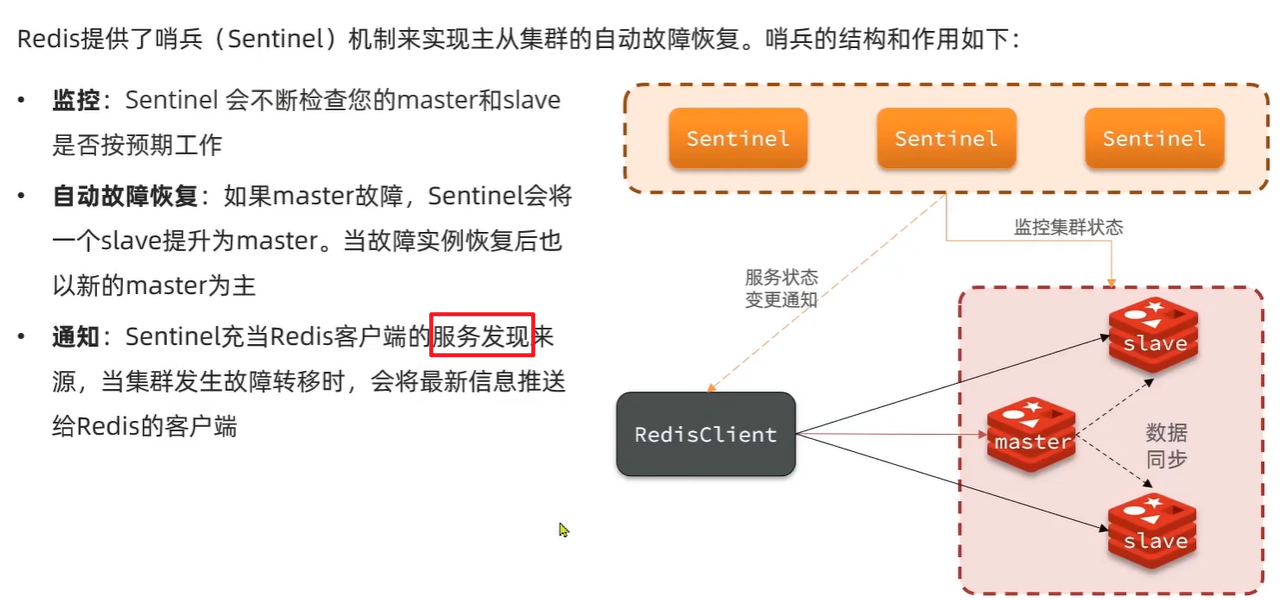 Redis提供了哨兵（Sentinel）机制来实现主从集群的自动故障恢复。哨兵的结构和作用如下：
• 监控：Sentinel 会不断检查您的master和slave
是否按预期工作
• 自动故障恢复：如果master故障，Sentinel会将
一个slave提升为master。当故障实例恢复后也
以新的master为主
• 通知：Sentinel充当Redis客户端的服务发现来
源，当集群发生故障转移时，会将最新信息推送
给Redis的客户端
Sentinel
Sentinel
Sentinel
监控集群状态
服务状态
变更通知
slave
RedisClient
master
数据
同步
slave